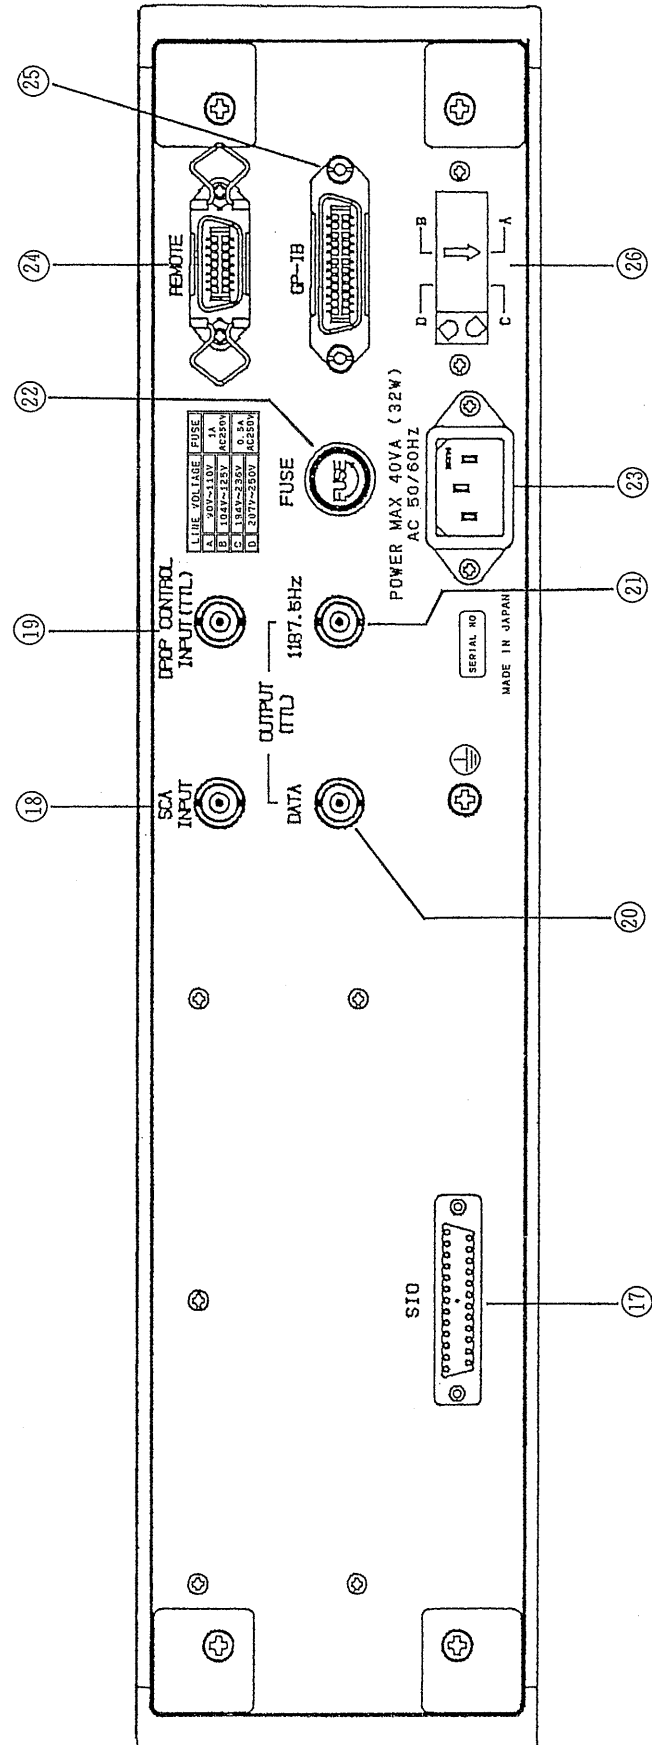 ⑰
SIO
⑱
SCA
INPUT
⑲
DROP CONTROL
INPUT(TTL)
OUTPUT
(TTL)
DATA
1187.5Hz
⑳
㉑
SERIAL NO
MADE IN JAPAN
㉒
LINE VOLTAGE FUSE
A 90V~110V 1A
B 104V~125V AC250V
C 194V~236V 0.5A
D 207V~250V AC250V
FUSE
FUSE
POWER MAX 40VA (32W)
AC 50/60HZ
㉓
㉔
REMOTE
㉕
GP-IB
D B
C A
㉖